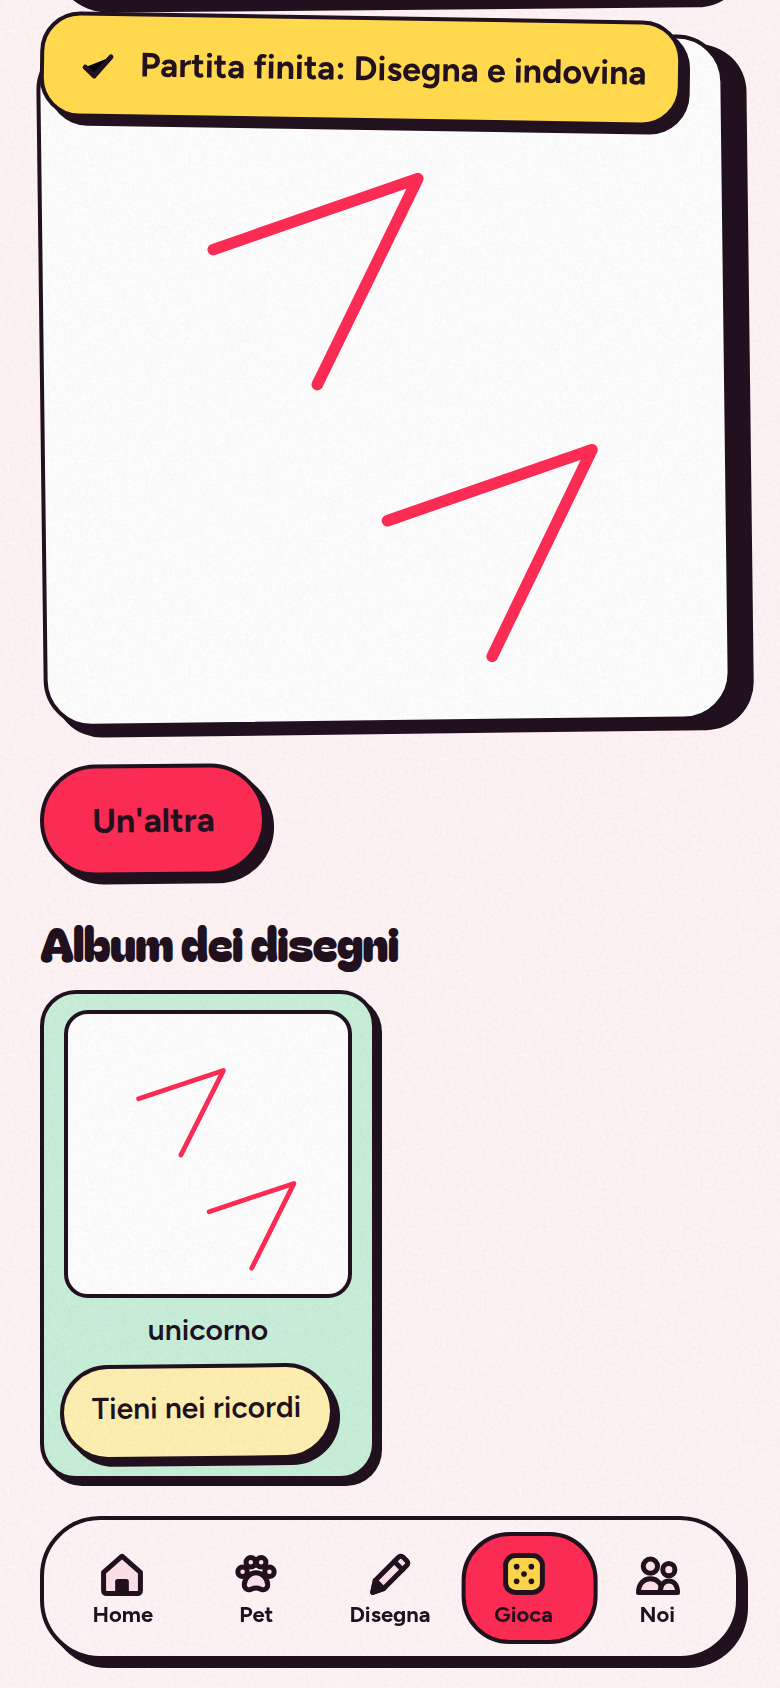 Partita finita: Disegna e indovina
Un'altra
Album dei disegni
unicorno
Tieni nei ricordi
Home
Pet
Disegna
Gioca
Noi